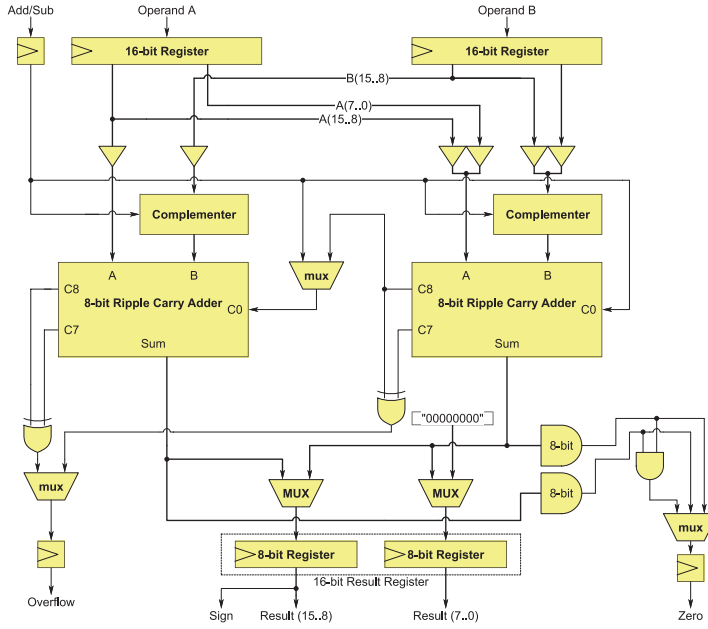 Add/Sub
Operand A
Operand B
16-bit Register
16-bit Register
B(15..8)
A(7..0)
A(15..8)
Complementer
Complementer
A
B
mux
A
B
C8
8-bit Ripple Carry Adder
C0
C7
Sum
C8
8-bit Ripple Carry Adder
C0
C7
Sum
"00000000"
8-bit
8-bit
mux
MUX
MUX
mux
8-bit Register
8-bit Register
16-bit Result Register
Overflow
Sign
Result (15..8)
Result (7..0)
Zero